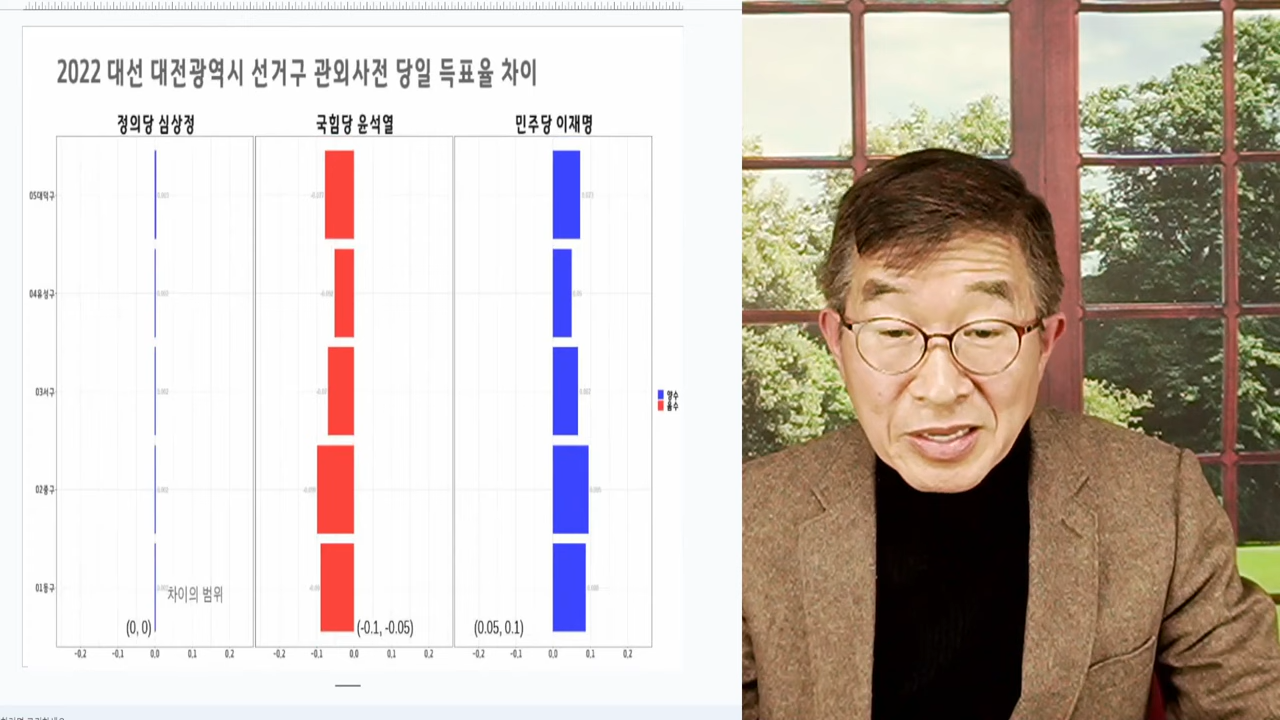 2022 대선 대전광역시 선거구 관외사전 당일 득표율 차이
정의당 심상정 국힘당 윤석열 민주당 이재명
05대덕구
04유성구
03서구
02중구
01동구
양수
음수
차이의 범위
(0, 0) (-0.1, -0.05) (0.05, 0.1)
-0.2 -0.1 0.0 0.1 0.2 -0.2 -0.1 0.0 0.1 0.2 -0.2 -0.1 0.0 0.1 0.2